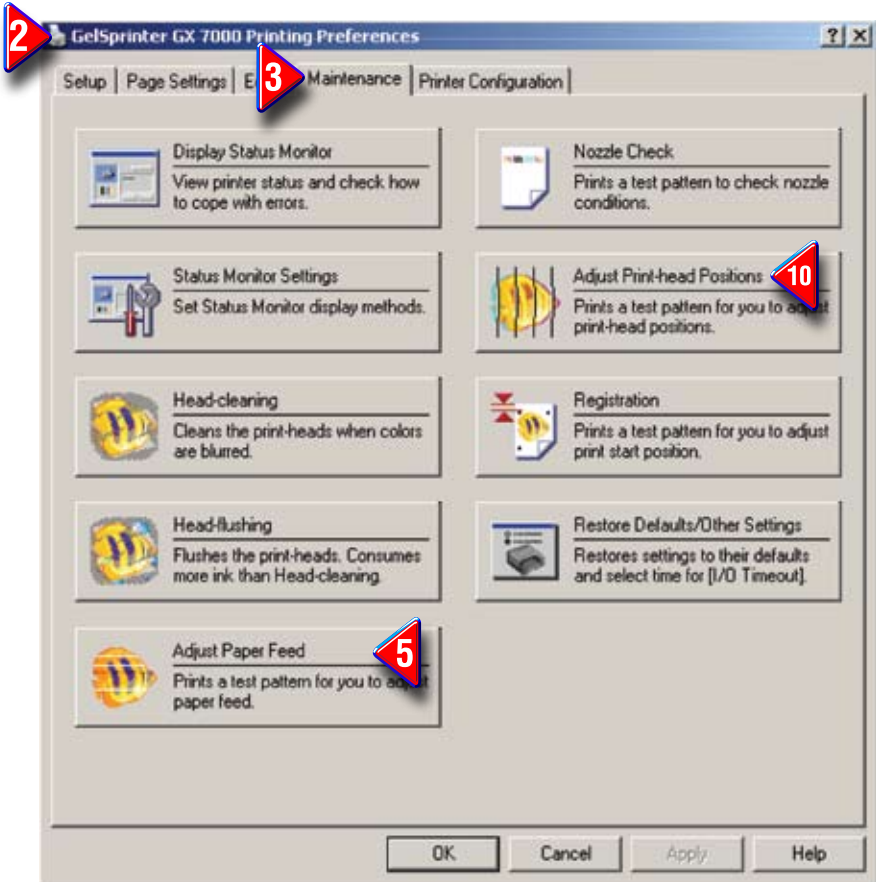 2
GelSprinter GX 7000 Printing Preferences
Setup
Page Settings
3
Maintenance
Printer Configuration
Display Status Monitor
View printer status and check how
to cope with errors.
Nozzle Check
Prints a test pattern to check nozzle
conditions.
Status Monitor Settings
Set Status Monitor display methods.
Adjust Print-head Positions
10
Prints a test pattern for you to adjust
print-head positions.
Head-cleaning
Cleans the print-heads when colors
are blurred.
Registration
Prints a test pattern for you to adjust
print start position.
Head-flushing
Flushes the print-heads. Consumes
more ink than Head-cleaning.
Restore Defaults/Other Settings
Restores settings to their defaults
and select time for [I/O Timeout].
Adjust Paper Feed
5
Prints a test pattern for you to adjust
paper feed.
OK
Cancel
Apply
Help